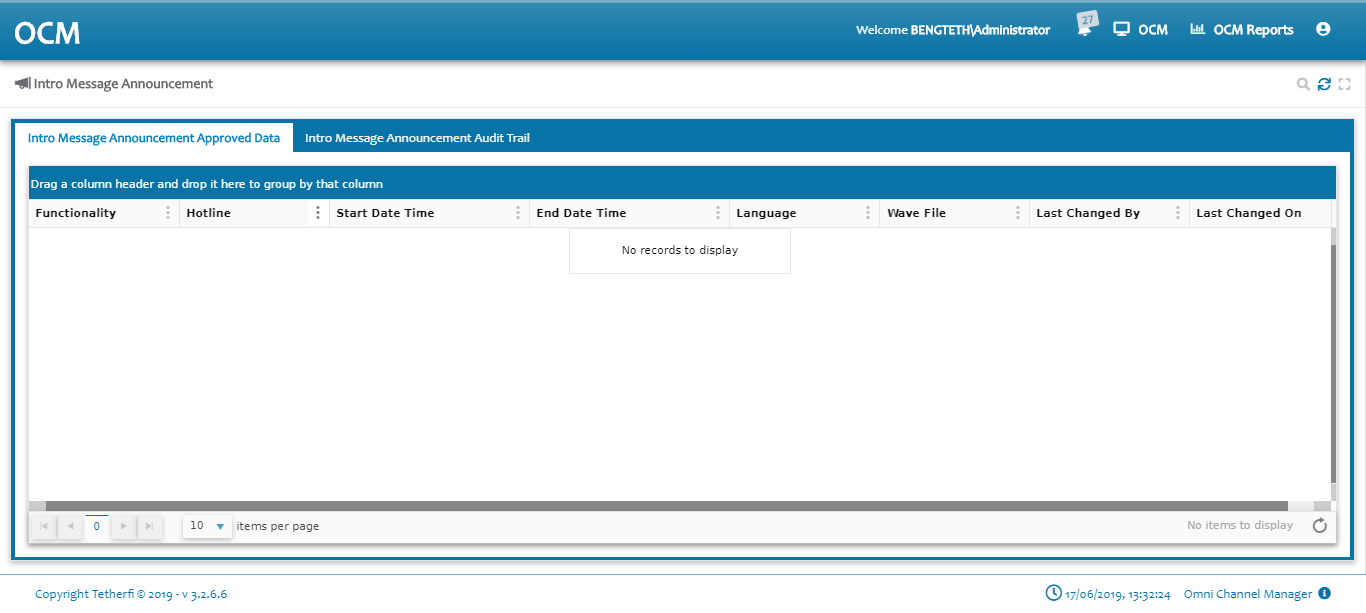 OCM
Welcome BENGTETH\Administrator
27
OCM
OCM Reports
Intro Message Announcement
Intro Message Announcement Approved Data
Intro Message Announcement Audit Trail
Drag a column header and drop it here to group by that column
Functionality
Hotline
Start Date Time
End Date Time
Language
Wave File
Last Changed By
Last Changed On
No records to display
0
10
items per page
No items to display
Copyright Tetherfi © 2019 - v 3.2.6.6
17/06/2019, 13:32:24
Omni Channel Manager